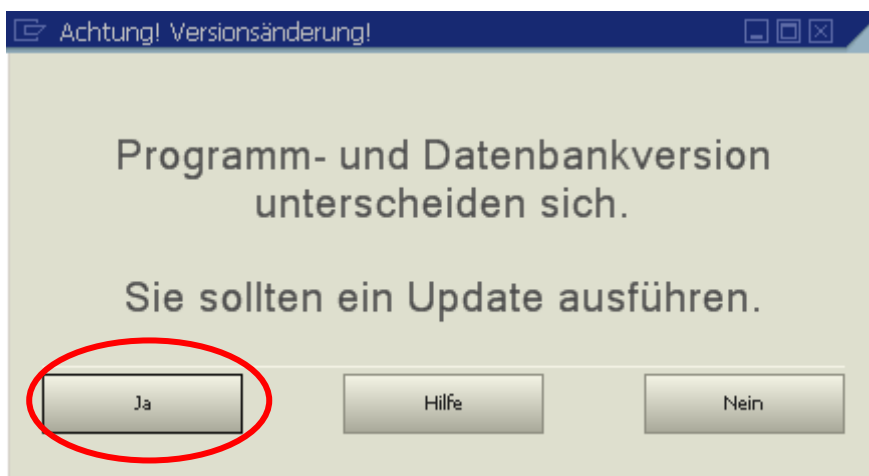 Achtung! Versionsänderung!
Programm- und Datenbankversion
unterscheiden sich.
Sie sollten ein Update ausführen.
Ja
Hilfe
Nein